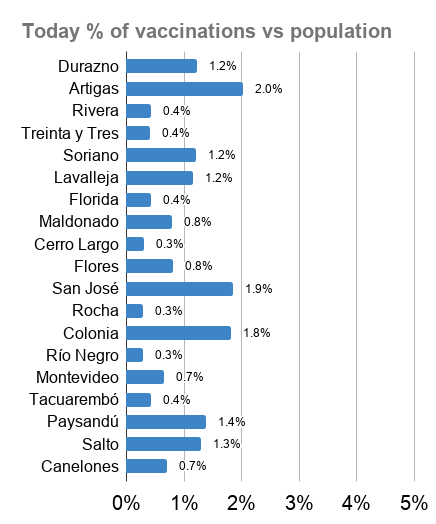 Today % of vaccinations vs population
Durazno 1.2%
Artigas 2.0%
Rivera 0.4%
Treinta y Tres 0.4%
Soriano 1.2%
Lavalleja 1.2%
Florida 0.4%
Maldonado 0.8%
Cerro Largo 0.3%
Flores 0.8%
San José 1.9%
Rocha 0.3%
Colonia 1.8%
Río Negro 0.3%
Montevideo 0.7%
Tacuarembó 0.4%
Paysandú 1.4%
Salto 1.3%
Canelones 0.7%
0% 1% 2% 3% 4% 5%